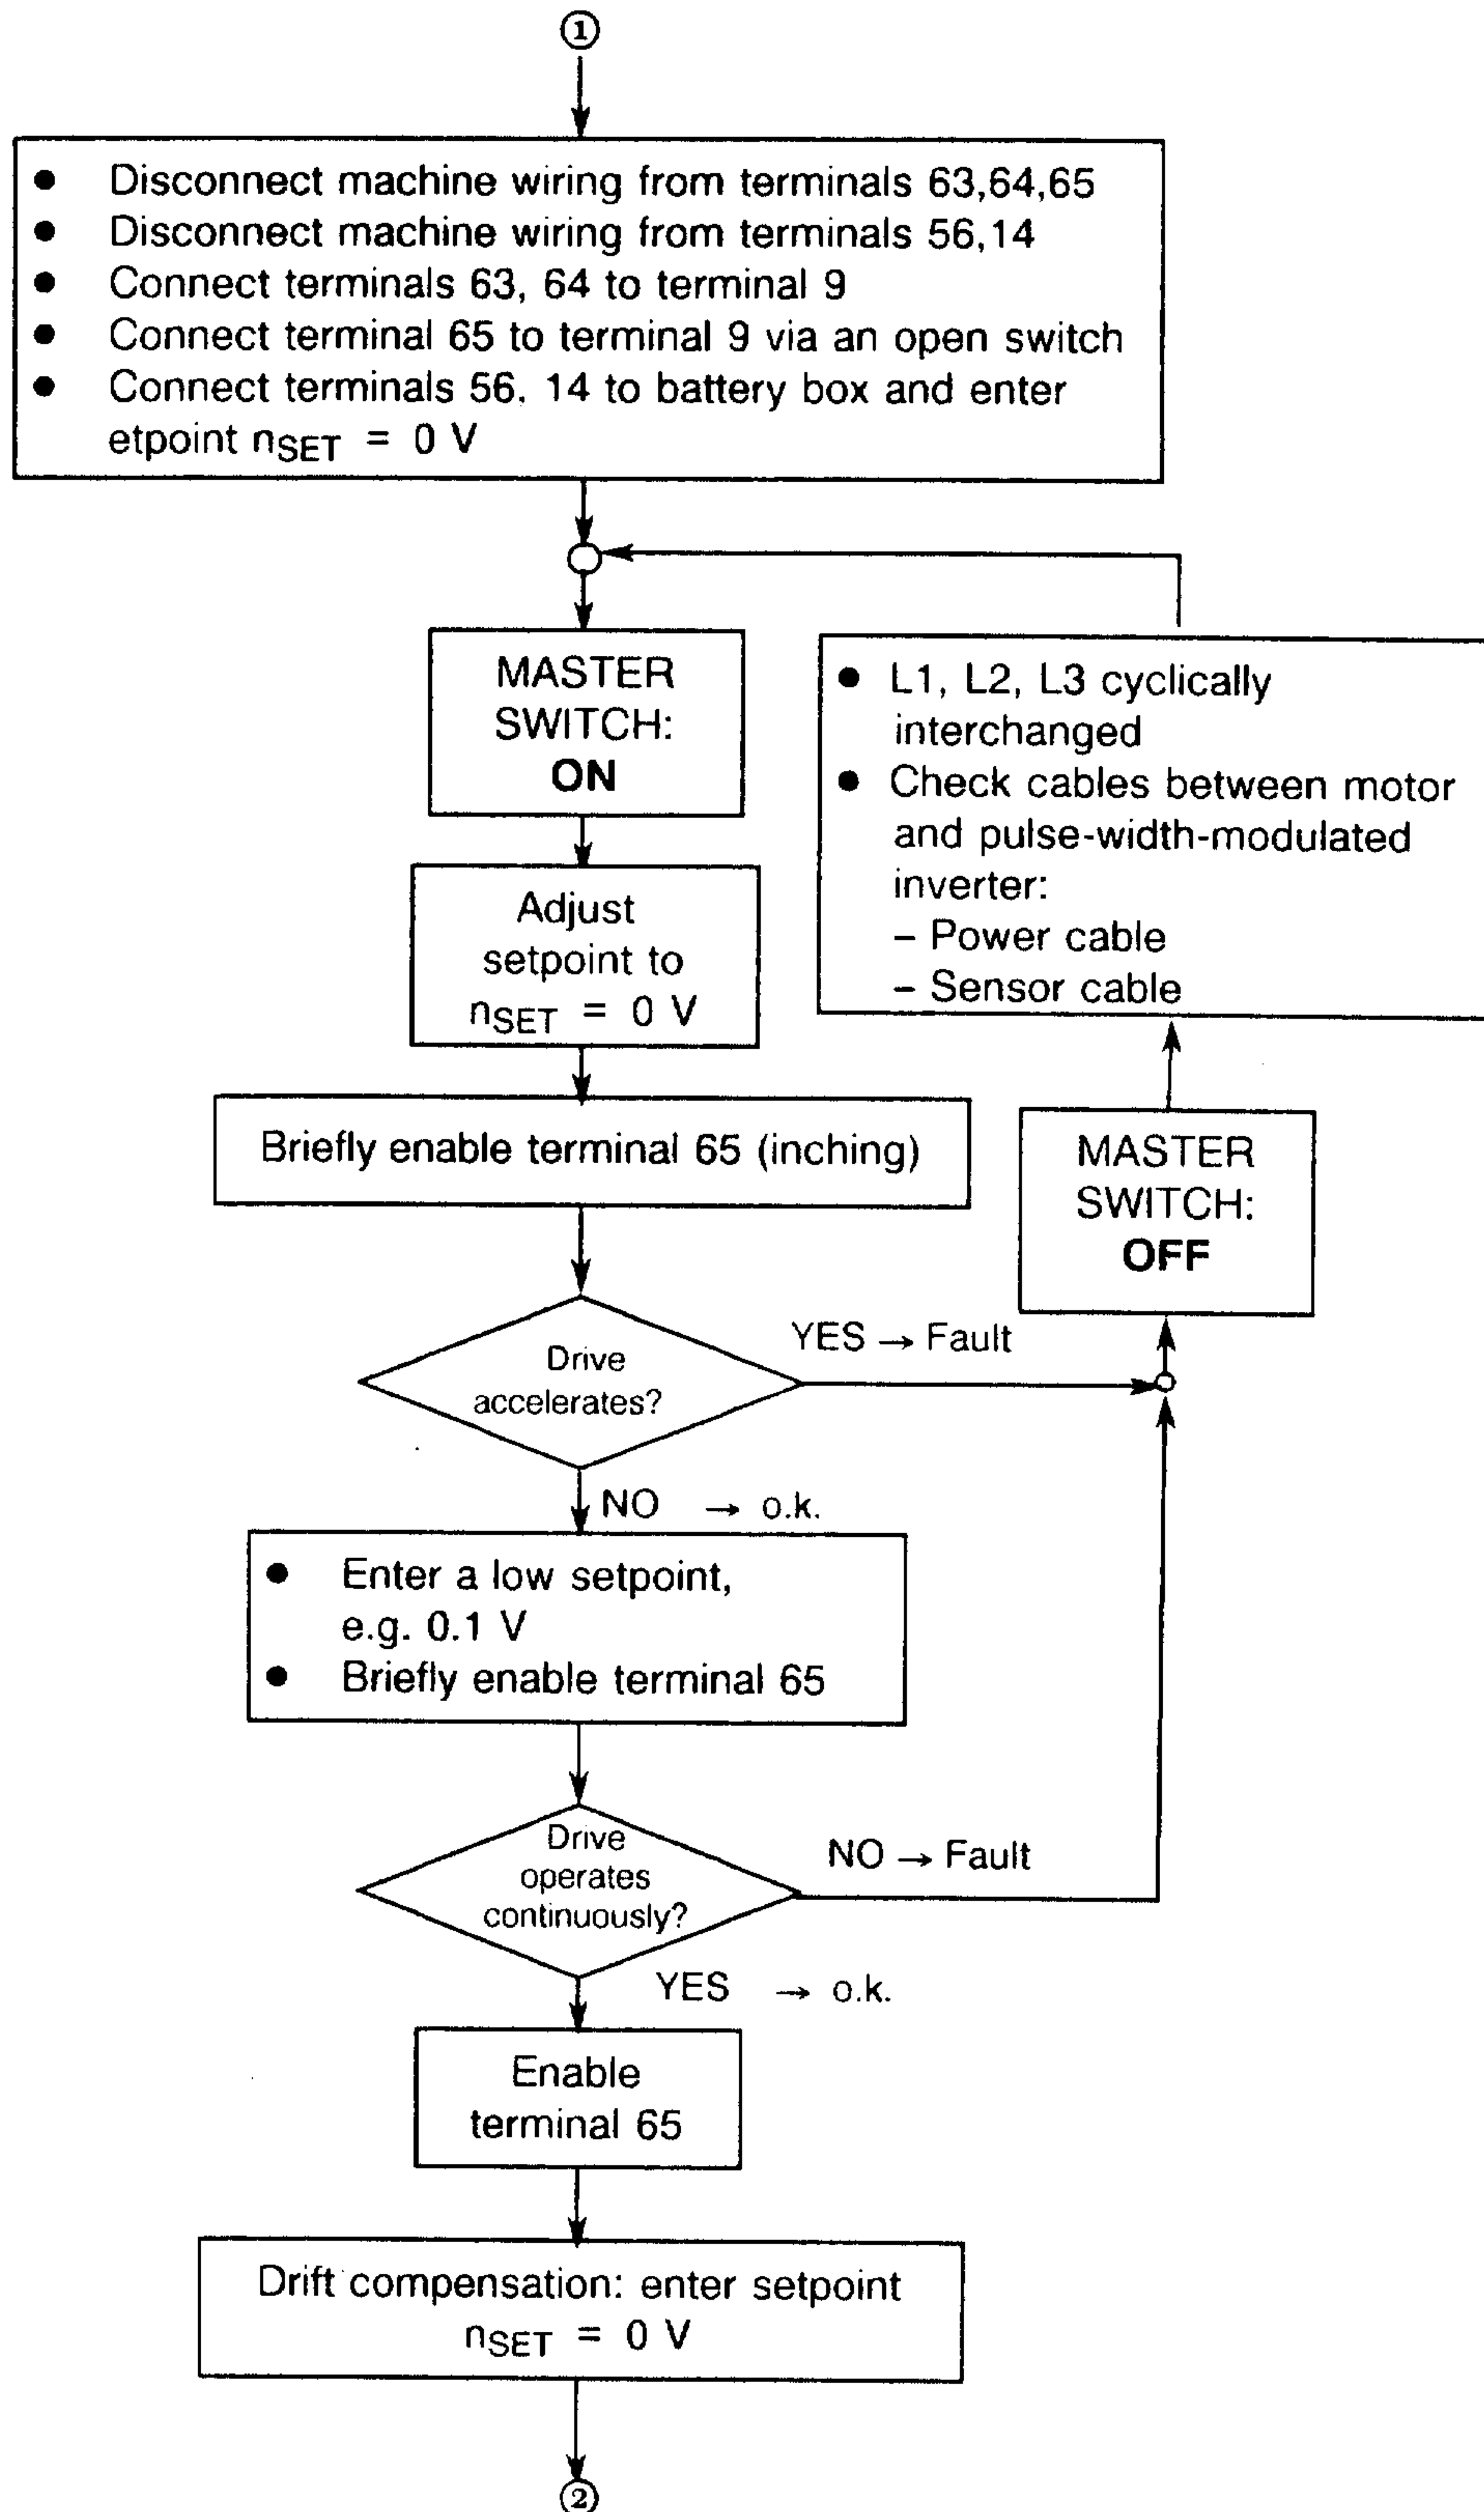 ①
● Disconnect machine wiring from terminals 63,64,65
● Disconnect machine wiring from terminals 56,14
● Connect terminals 63, 64 to terminal 9
● Connect terminal 65 to terminal 9 via an open switch
● Connect terminals 56. 14 to battery box and enter
etpoint nSET = 0 V
MASTER
SWITCH:
ON
● L1, L2, L3 cyclically
interchanged
● Check cables between motor
and pulse-width-modulated
inverter:
– Power cable
– Sensor cable
Adjust
setpoint to
nSET = 0 V
Briefly enable terminal 65 (inching)
MASTER
SWITCH:
OFF
Drive
accelerates?
YES → Fault
NO → o.k.
● Enter a low setpoint,
e.g. 0.1 V
● Briefly enable terminal 65
Drive
operates
continuously?
NO → Fault
YES → o.k.
Enable
terminal 65
Drift compensation: enter setpoint
nSET = 0 V
②